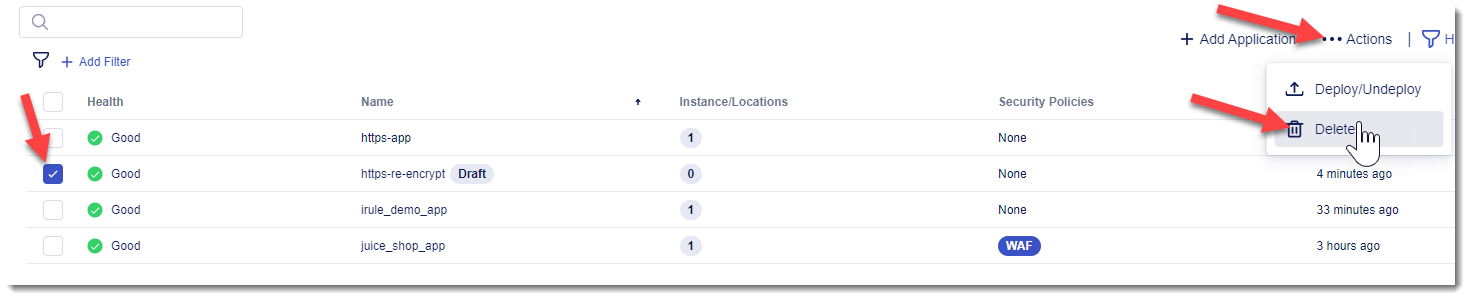 + Add Application ••• Actions | H
+ Add Filter
Health Name Instance/Locations Security Policies
Deploy/Undeploy
Delete
Good https-app 1 None
Good https-re-encrypt Draft 0 None 4 minutes ago
Good irule_demo_app 1 None 33 minutes ago
Good juice_shop_app 1 WAF 3 hours ago